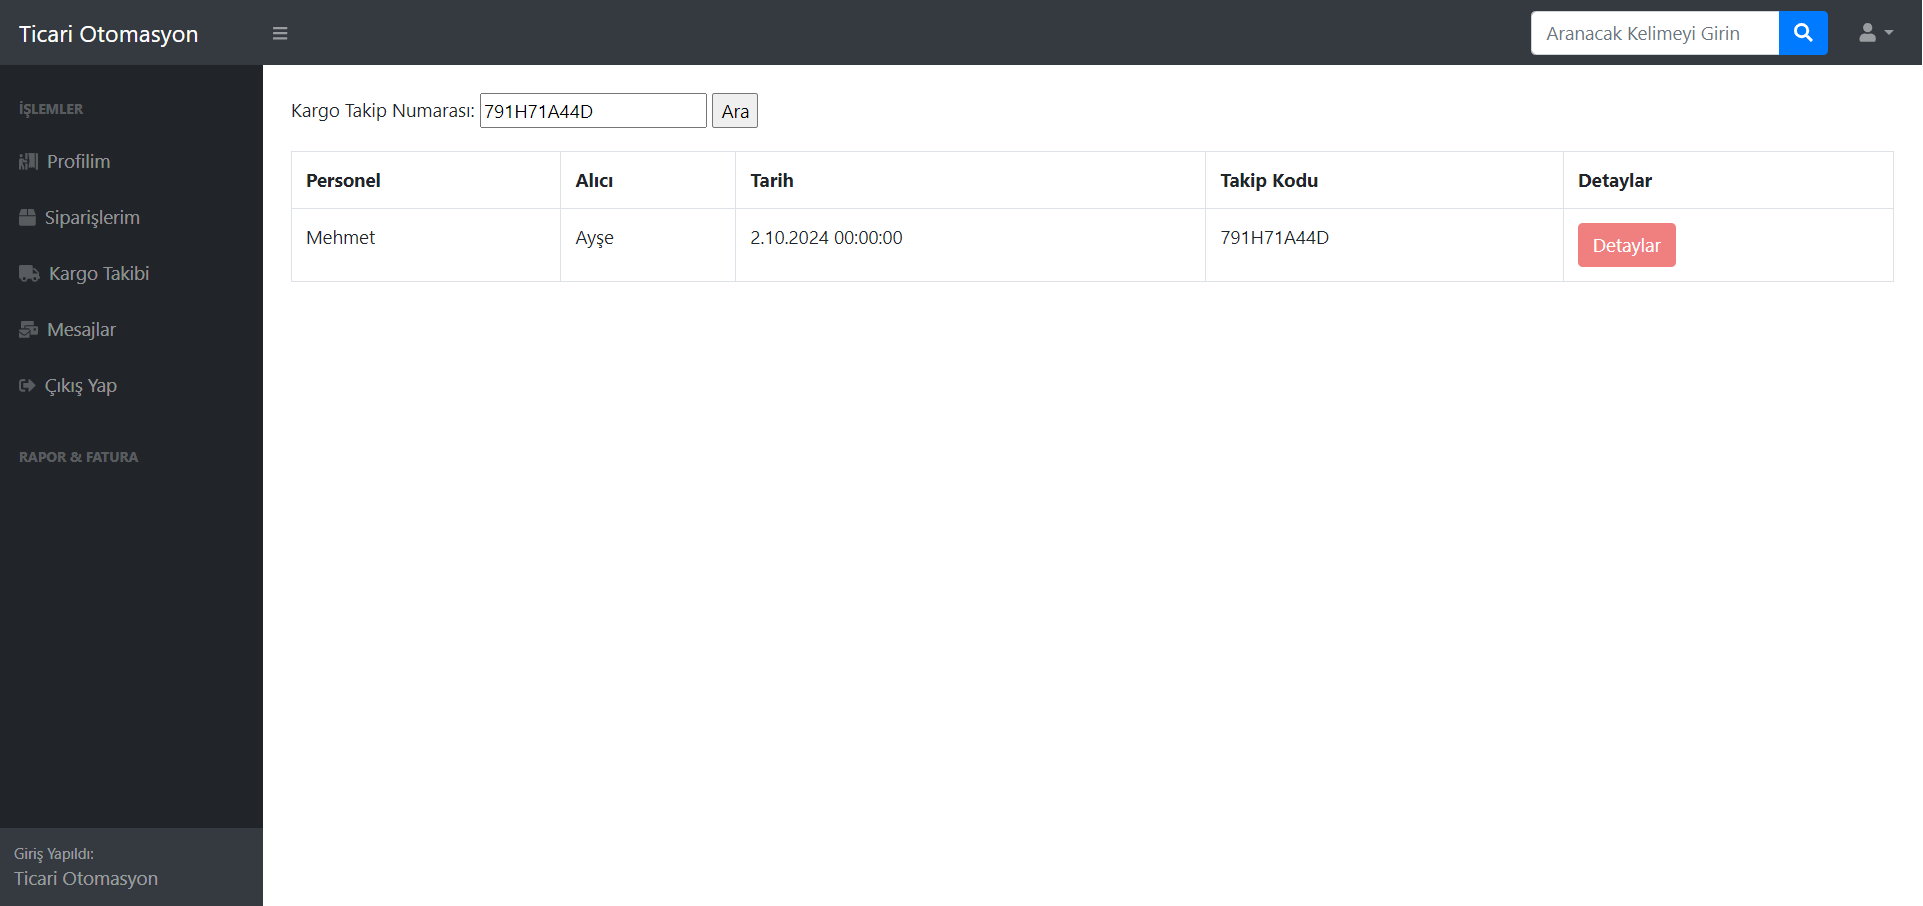 Ticari Otomasyon
Aranacak Kelimeyi Girin
İŞLEMLER
Profilim
Siparişlerim
Kargo Takibi
Mesajlar
Çıkış Yap
RAPOR & FATURA
Giriş Yapıldı:
Ticari Otomasyon
Kargo Takip Numarası: 791H71A44D Ara
Personel Alıcı Tarih Takip Kodu Detaylar
Mehmet Ayşe 2.10.2024 00:00:00 791H71A44D Detaylar